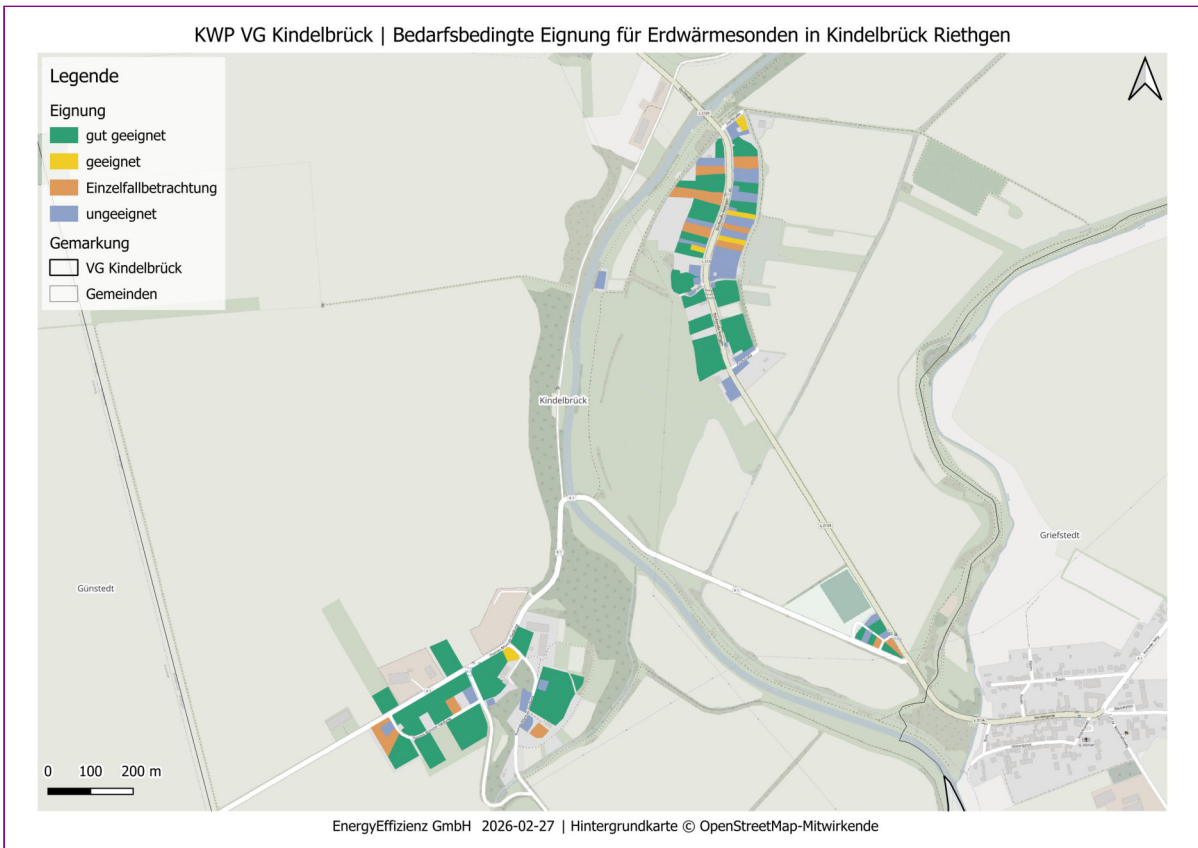 KWP VG Kindelbrück | Bedarfsbedingte Eignung für Erdwärmesonden in Kindelbrück Riethgen
Legende
Eignung
gut geeignet
geeignet
Einzelfallbetrachtung
ungeeignet
Gemarkung
VG Kindelbrück
Gemeinden
Kindelbrück
Griefstedt
Günstedt
0 100 200 m
EnergyEffizienz GmbH 2026-02-27 | Hintergrundkarte © OpenStreetMap-Mitwirkende